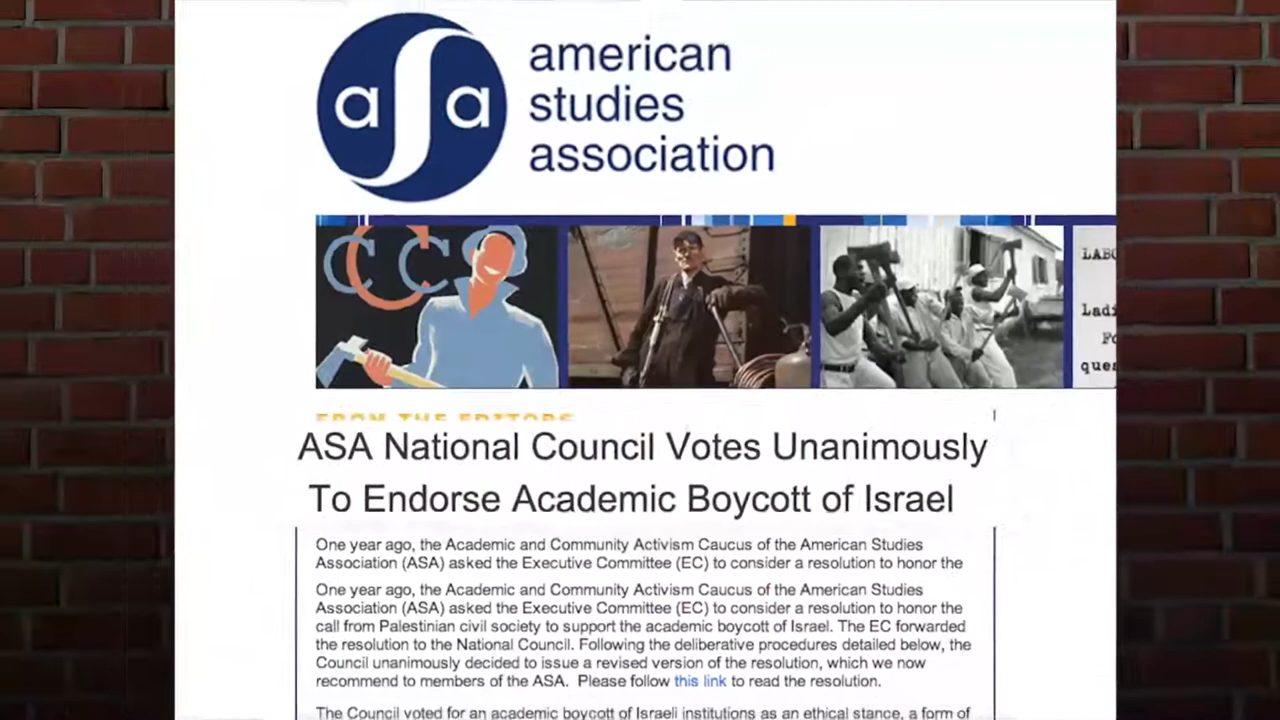 asa
american
studies
association
CCC
LABO
Ladi
Fo
ques
FROM THE EDITORS
ASA National Council Votes Unanimously
To Endorse Academic Boycott of Israel
One year ago, the Academic and Community Activism Caucus of the American Studies
Association (ASA) asked the Executive Committee (EC) to consider a resolution to honor the
One year ago, the Academic and Community Activism Caucus of the American Studies
Association (ASA) asked the Executive Committee (EC) to consider a resolution to honor the
call from Palestinian civil society to support the academic boycott of Israel. The EC forwarded
the resolution to the National Council. Following the deliberative procedures detailed below, the
Council unanimously decided to issue a revised version of the resolution, which we now
recommend to members of the ASA. Please follow this link to read the resolution.
The Council voted for an academic boycott of Israeli institutions as an ethical stance, a form of